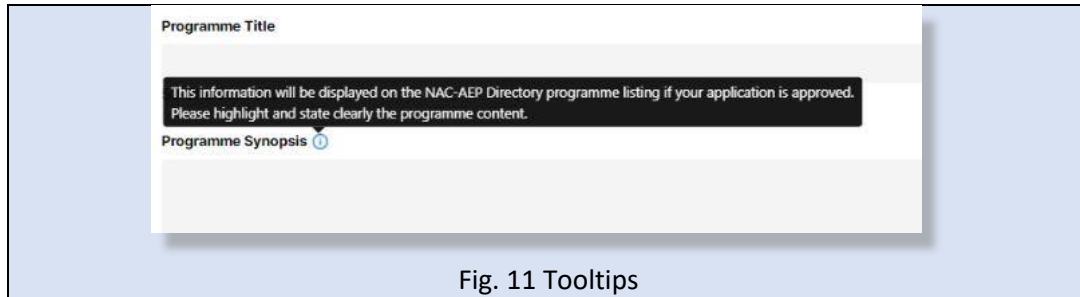 Programme Title
This information will be displayed on the NAC-AEP Directory programme listing if your application is approved.
Please highlight and state clearly the programme content.
Programme Synopsis
Fig. 11 Tooltips